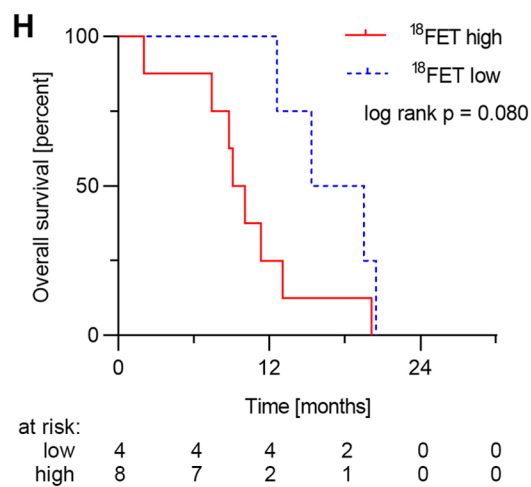 H
¹⁸FET high
¹⁸FET low
log rank p = 0.080
Overall survival [percent]
100
50
0
0 12 24
Time [months]
at risk:
low 4 4 4 2 0 0
high 8 7 2 1 0 0